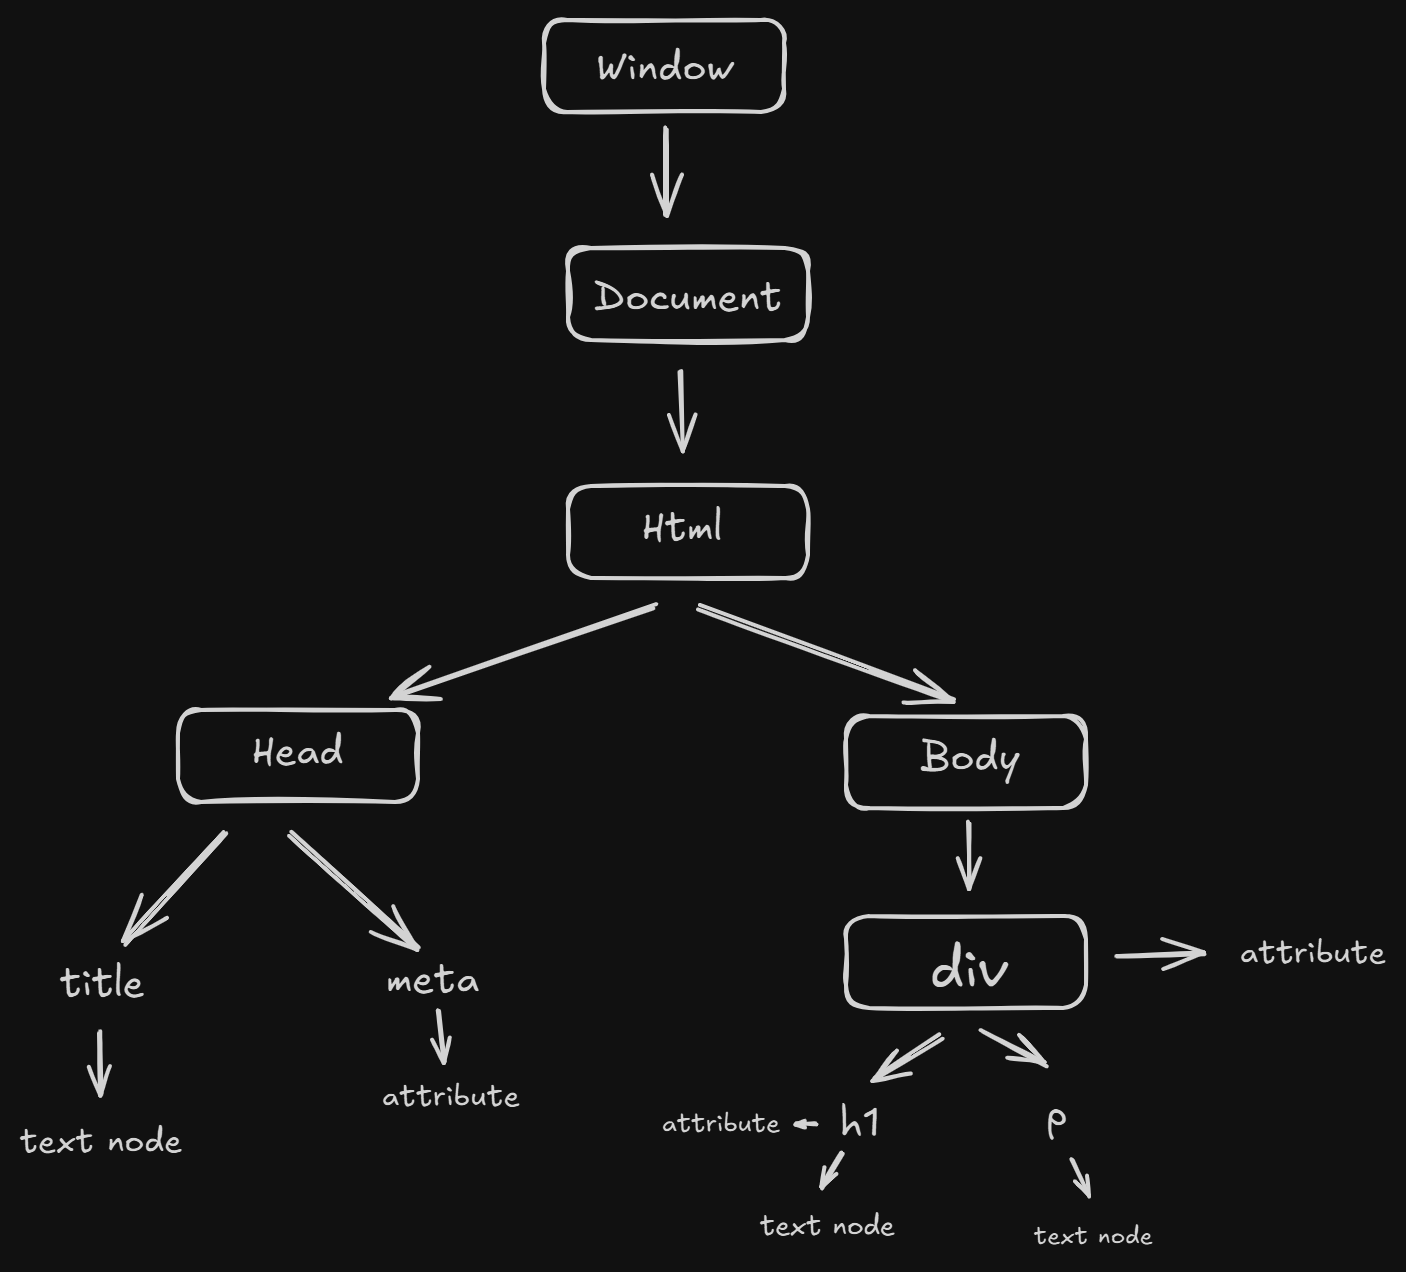 Window
Document
Html
Head
Body
title
meta
div
attribute
text node
attribute
attribute
h1
p
text node
text node